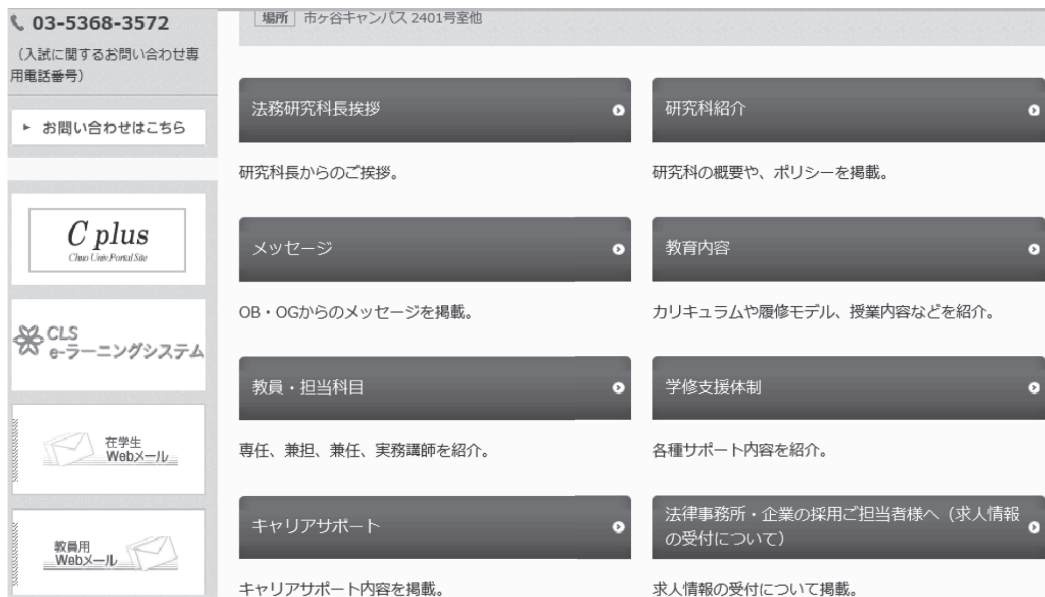 03-5368-3572
（入試に関するお問い合わせ専
用電話番号）
お問い合わせはこちら
C plus
Chuo Univ.Portal Site
CLS
e-ラーニングシステム
在学生
Webメール
教員用
Webメール
場所 市ヶ谷キャンパス 2401号室他
法務研究科長挨拶
研究科長からのご挨拶。
研究科紹介
研究科の概要や、ポリシーを掲載。
メッセージ
OB・OGからのメッセージを掲載。
教育内容
カリキュラムや履修モデル、授業内容などを紹介。
教員・担当科目
専任、兼担、兼任、実務講師を紹介。
学修支援体制
各種サポート内容を紹介。
キャリアサポート
キャリアサポート内容を掲載。
法律事務所・企業の採用ご担当者様へ（求人情報
の受付について）
求人情報の受付について掲載。